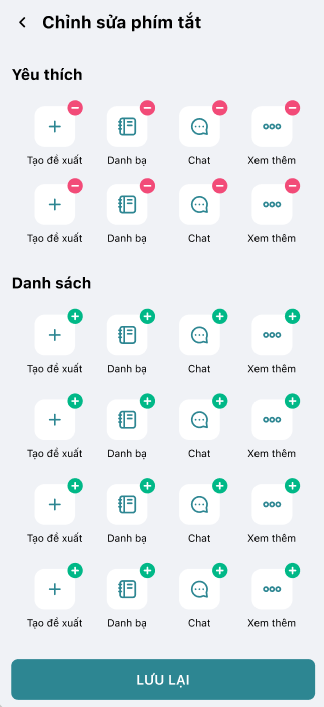 Chỉnh sửa phím tắt
Yêu thích
Tạo đề xuất Danh bạ Chat Xem thêm
Tạo đề xuất Danh bạ Chat Xem thêm
Danh sách
Tạo đề xuất Danh bạ Chat Xem thêm
Tạo đề xuất Danh bạ Chat Xem thêm
Tạo đề xuất Danh bạ Chat Xem thêm
Tạo đề xuất Danh bạ Chat Xem thêm
LƯU LẠI